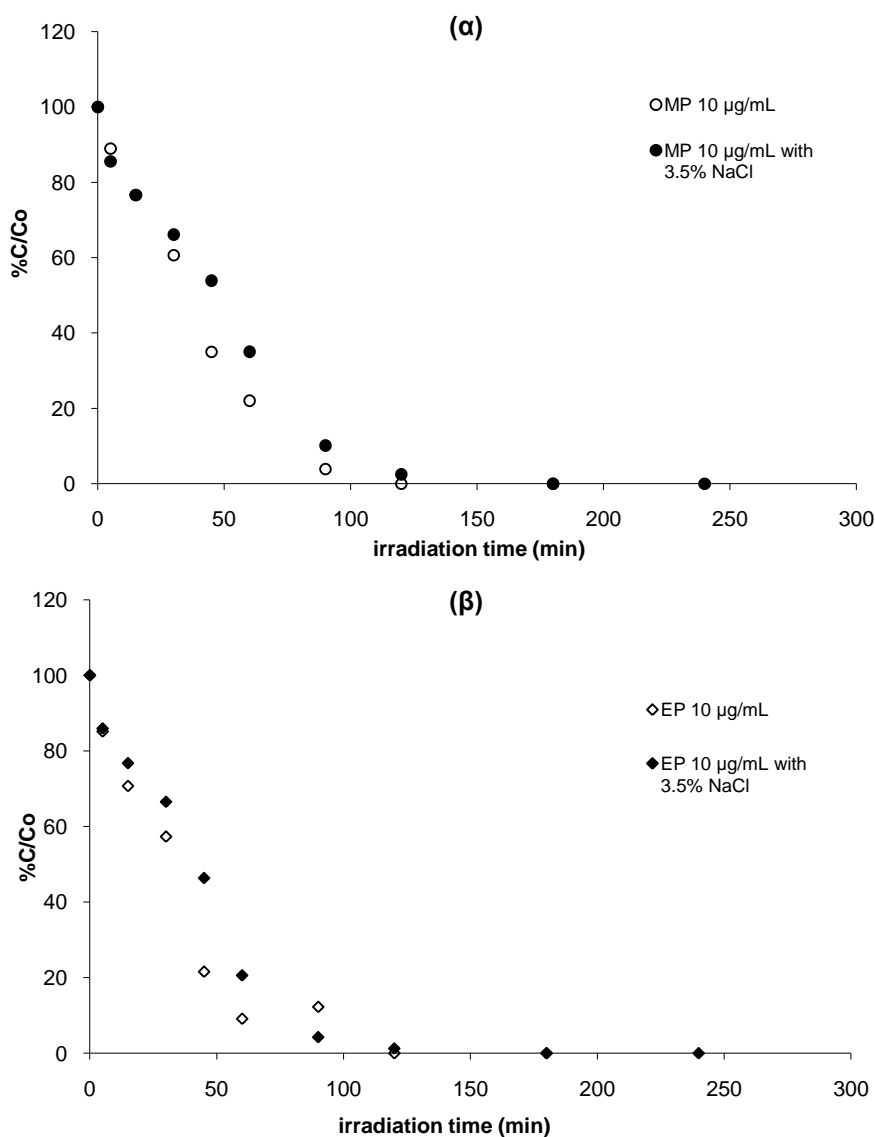 (α)
120
100
80
60
40
20
0
%C/Co
MP 10 µg/mL
MP 10 µg/mL with
3.5% NaCl
0 50 100 150 200 250 300
irradiation time (min)
(β)
120
100
80
60
40
20
0
%C/Co
EP 10 µg/mL
EP 10 µg/mL with
3.5% NaCl
0 50 100 150 200 250 300
irradiation time (min)